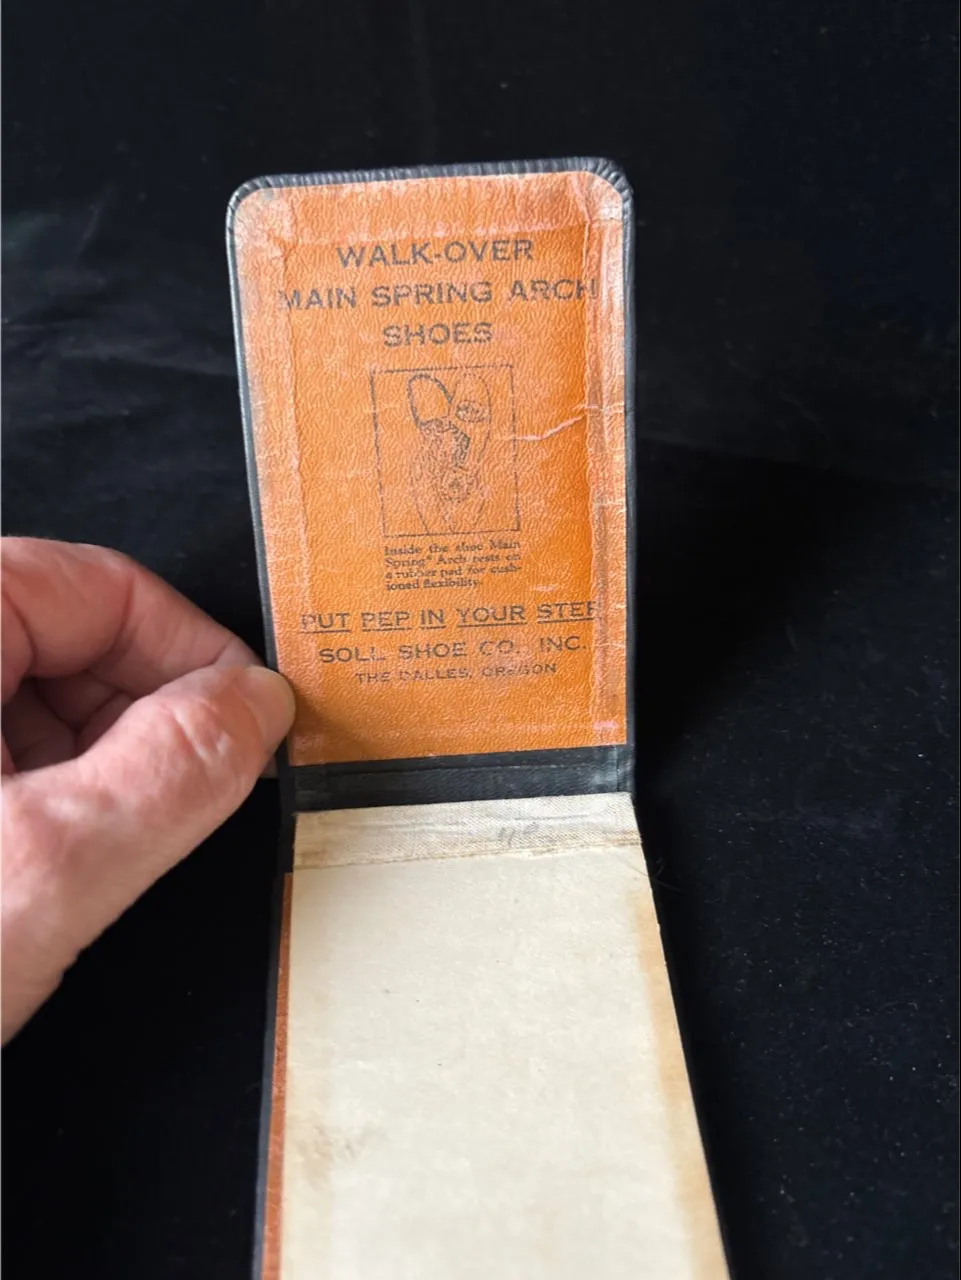 WALK-OVER
MAIN SPRING ARCH
SHOES
Inside the shoe Main
Spring* Arch rests on
a rubber pad for cush-
ioned flexibility.
PUT PEP IN YOUR STEP
SOLL SHOE CO. INC.
THE DALLES, OREGON